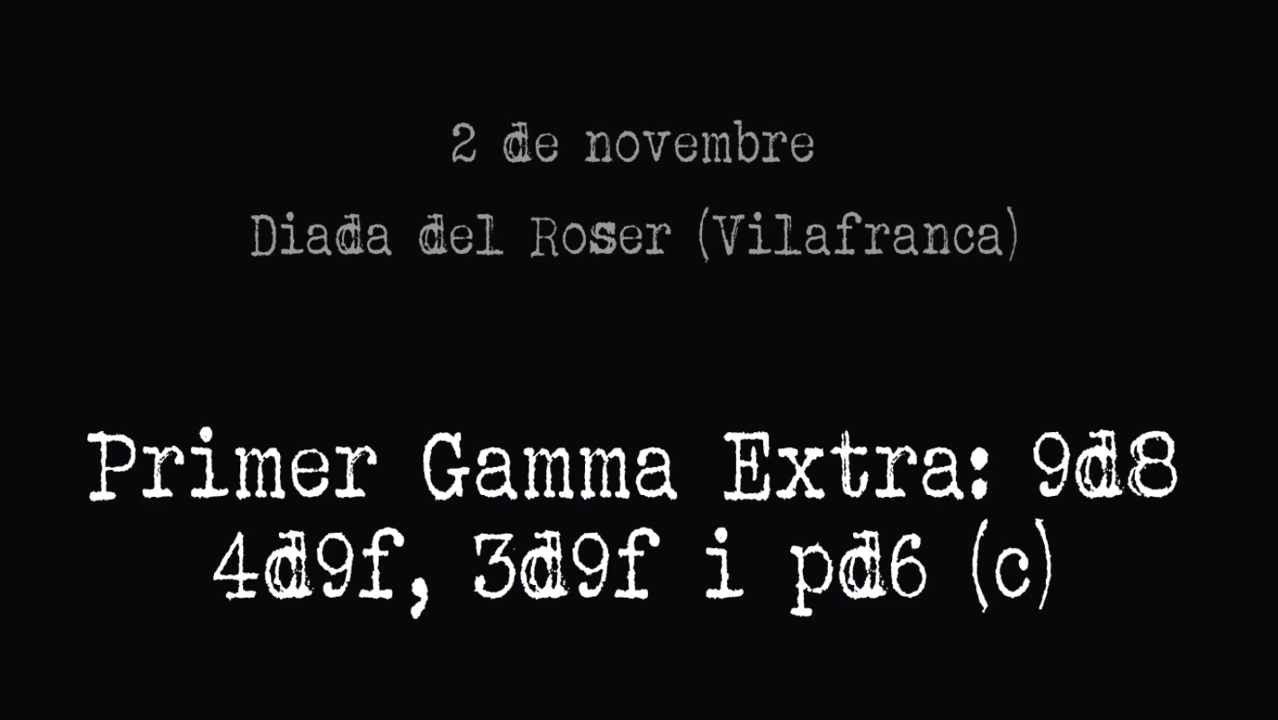 2 de novembre
Diada del Roser (Vilafranca)
Primer Gamma Extra: 9d8
4d9f, 3d9f i pd6 (c)